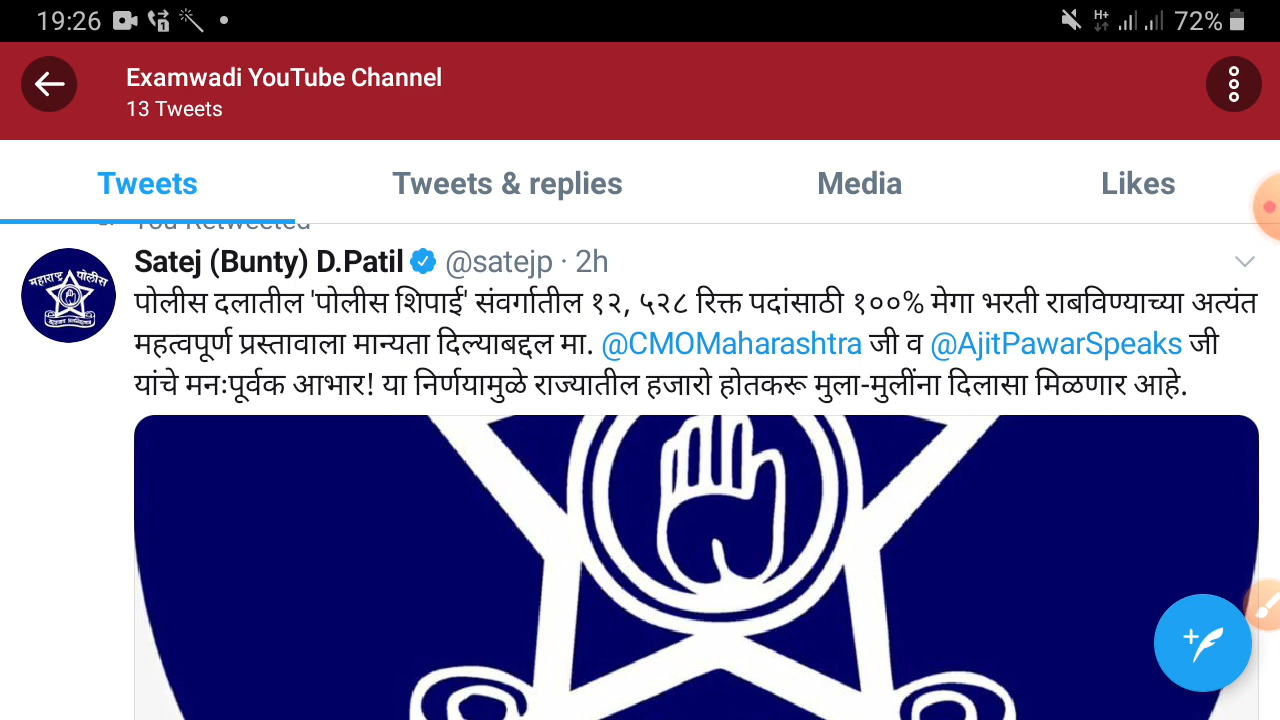 19:26
H+
72%
Examwadi YouTube Channel
13 Tweets
Tweets
Tweets & replies
Media
Likes
You Retweeted
Satej (Bunty) D.Patil @satejp · 2h
पोलीस दलातील 'पोलीस शिपाई' संवर्गातील १२, ५२८ रिक्त पदांसाठी १००% मेगा भरती राबविण्याच्या अत्यंत
महत्वपूर्ण प्रस्तावाला मान्यता दिल्याबद्दल मा. @CMOMaharashtra जी व @AjitPawarSpeaks जी
यांचे मनःपूर्वक आभार! या निर्णयामुळे राज्यातील हजारो होतकरू मुला-मुलींना दिलासा मिळणार आहे.
महाराष्ट्र पोलीस